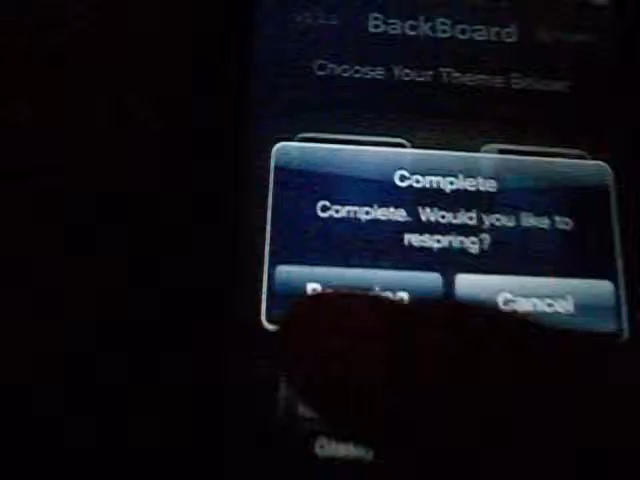 BackBoard
Choose Your Theme Below:
Complete
Complete. Would you like to
respring?
Cancel